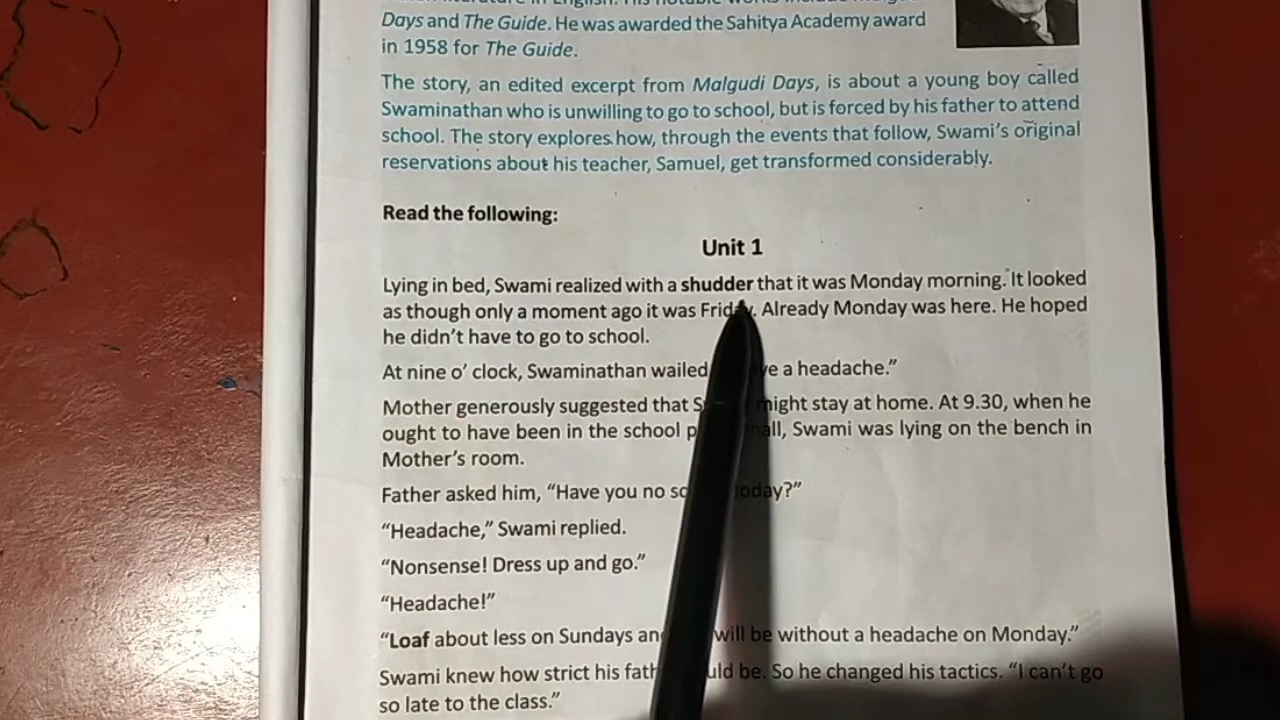 Days and The Guide. He was awarded the Sahitya Academy award
in 1958 for The Guide.
The story, an edited excerpt from Malgudi Days, is about a young boy called
Swaminathan who is unwilling to go to school, but is forced by his father to attend
school. The story explores how, through the events that follow, Swami's original
reservations about his teacher, Samuel, get transformed considerably.
Read the following:
Unit 1
Lying in bed, Swami realized with a shudder that it was Monday morning. It looked
as though only a moment ago it was Friday. Already Monday was here. He hoped
he didn't have to go to school.
At nine o' clock, Swaminathan wailed a headache."
Mother generously suggested that might stay at home. At 9.30, when he
ought to have been in the school Swami was lying on the bench in
Mother's room.
Father asked him, "Have you no today?"
"Headache," Swami replied.
"Nonsense! Dress up and go."
"Headache!"
"Loaf about less on Sundays will be without a headache on Monday."
Swami knew how strict his be. So he changed his tactics. "I can't go
so late to the class."